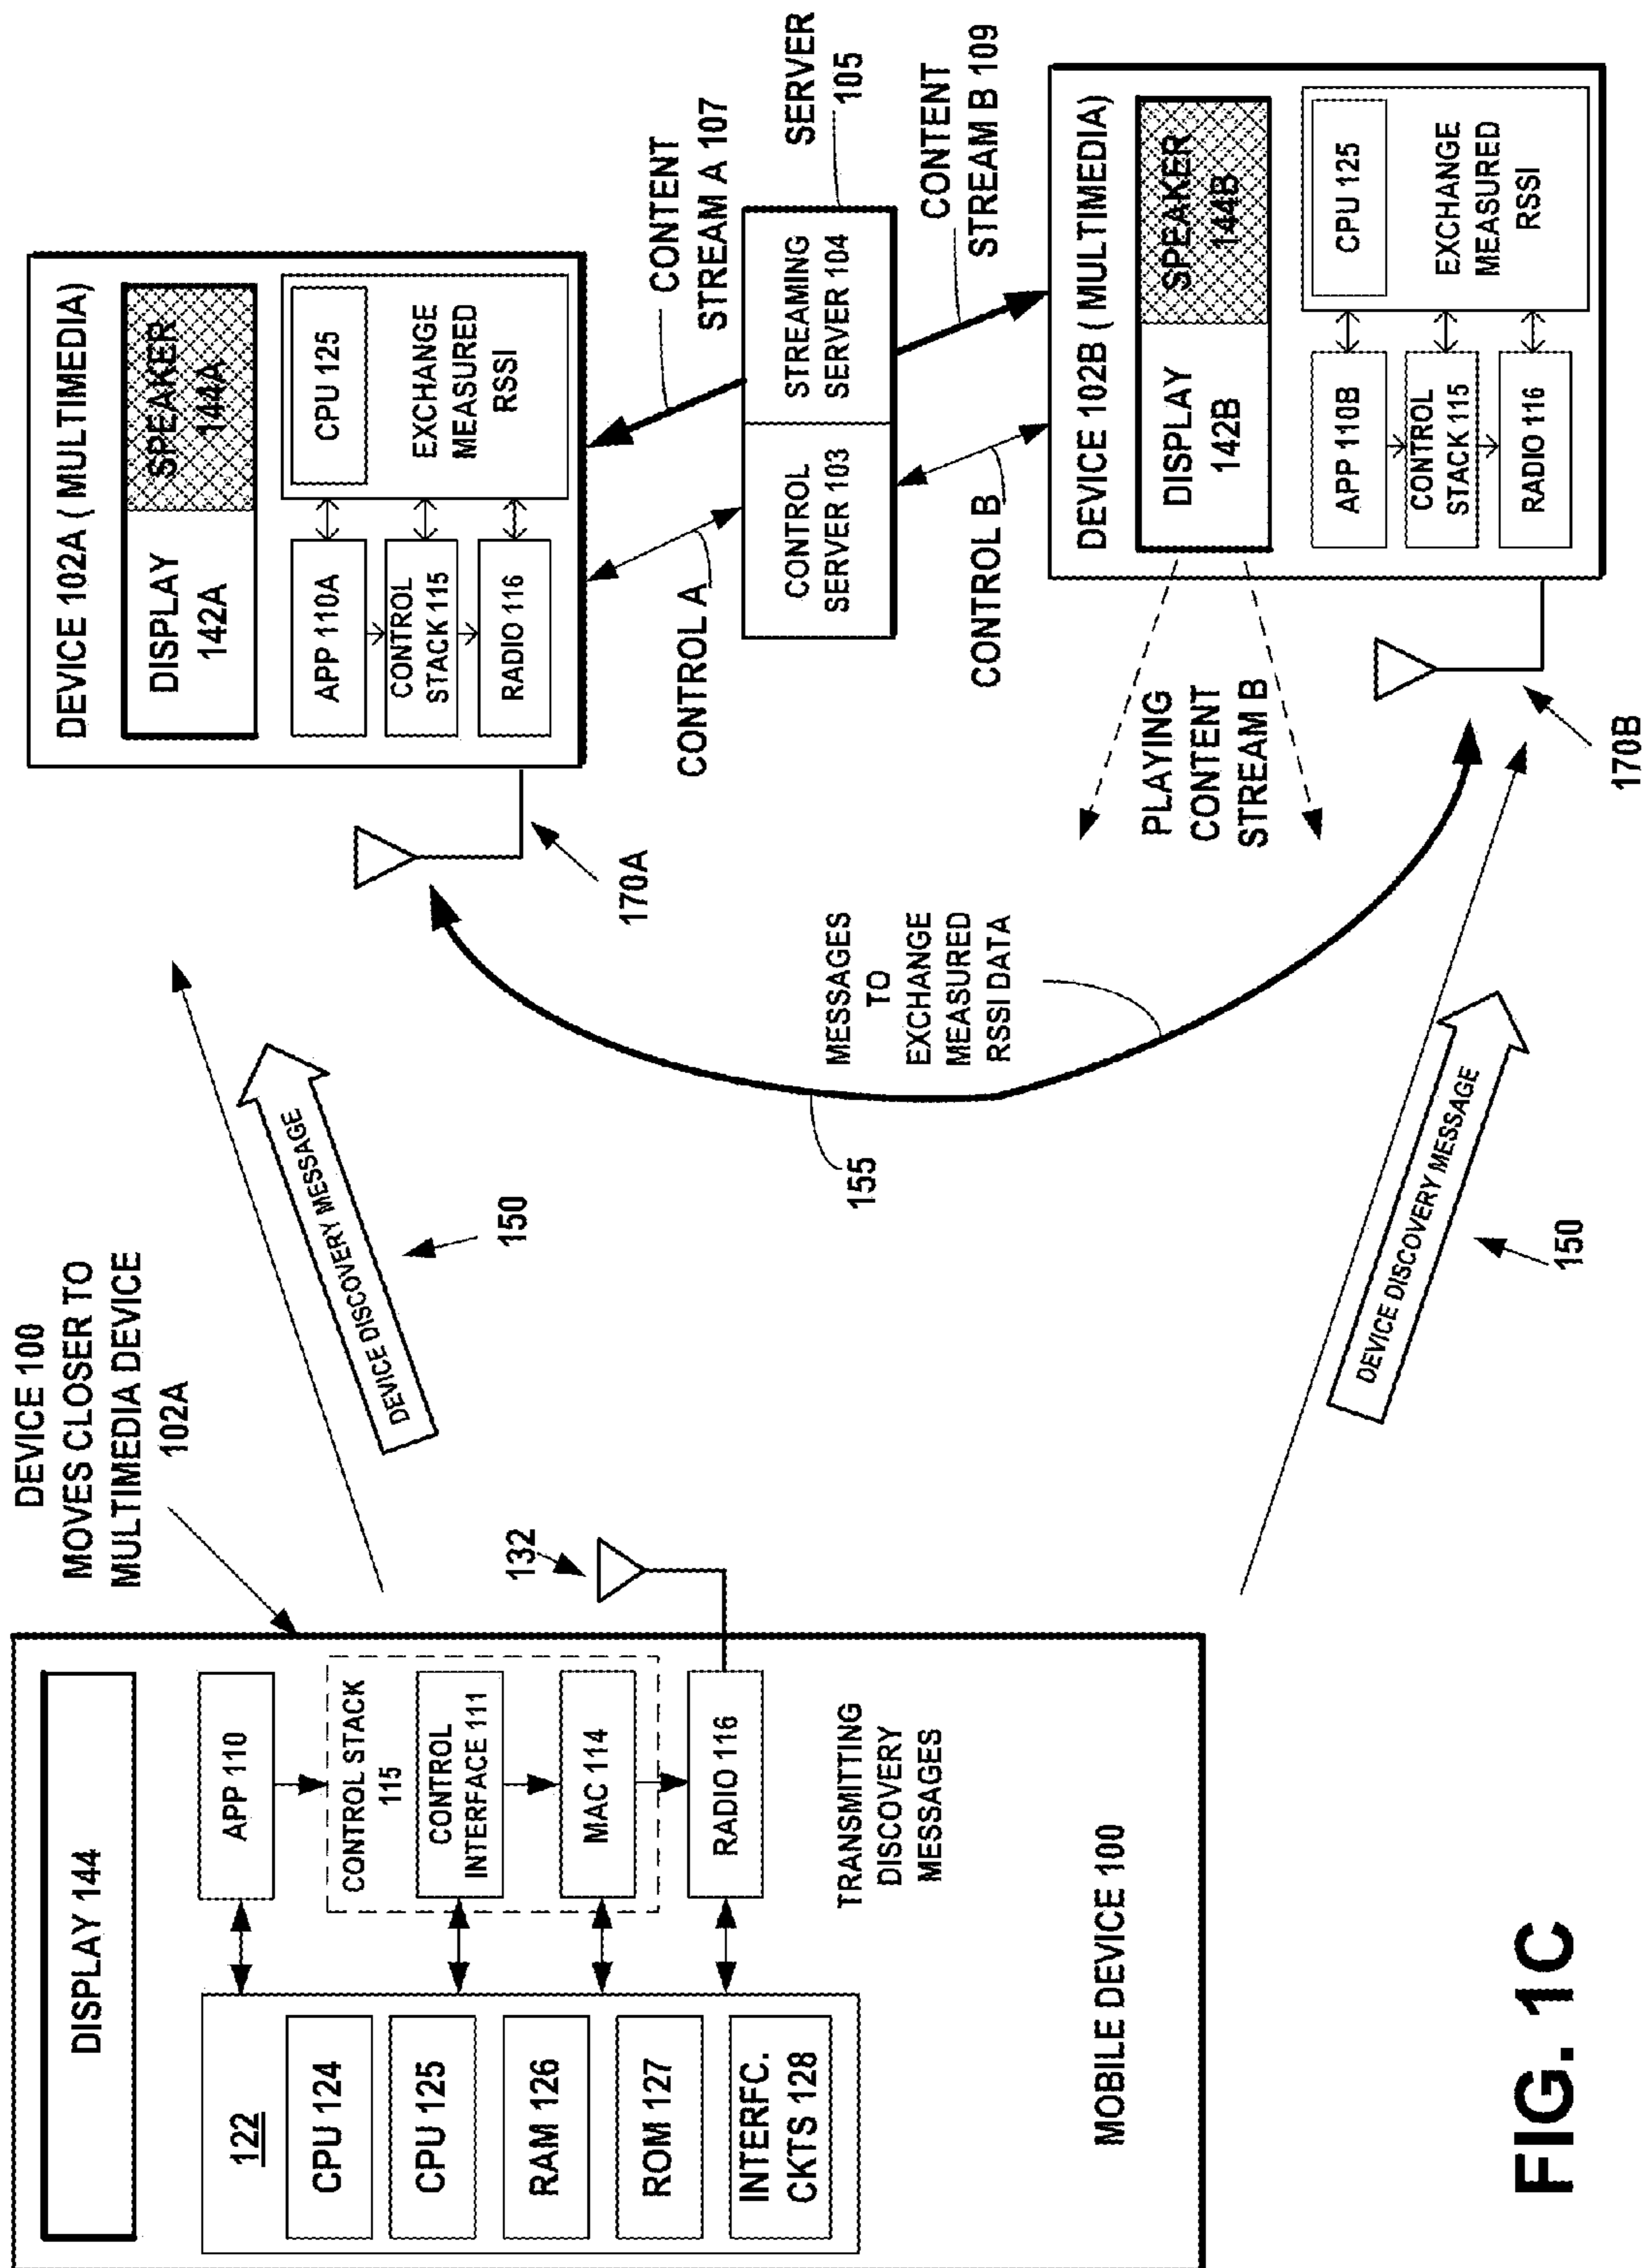 DEVICE 100
MOVES CLOSER TO
MULTIMEDIA DEVICE
102A
DISPLAY 144
122
CPU 124
CPU 125
RAM 126
ROM 127
INTERFC.
CKTS 128
APP 110
CONTROL STACK
115
CONTROL
INTERFACE 111
MAC 114
RADIO 116
132
TRANSMITTING
DISCOVERY
MESSAGES
MOBILE DEVICE 100
DEVICE DISCOVERY MESSAGE
150
DEVICE DISCOVERY MESSAGE
150
155
MESSAGES
TO
EXCHANGE
MEASURED
RSSI DATA
170A
DEVICE 102A ( MULTIMEDIA)
DISPLAY
142A
SPEAKER
144A
APP 110A
CONTROL
STACK 115
RADIO 116
CPU 125
EXCHANGE
MEASURED
RSSI
CONTROL A
CONTENT
STREAM A 107
CONTROL
SERVER 103
STREAMING
SERVER 104
SERVER
105
CONTROL B
CONTENT
STREAM B 109
PLAYING
CONTENT
STREAM B
DEVICE 102B ( MULTIMEDIA)
DISPLAY
142B
SPEAKER
144B
APP 110B
CONTROL
STACK 115
RADIO 116
CPU 125
EXCHANGE
MEASURED
RSSI
170B
FIG. 1C